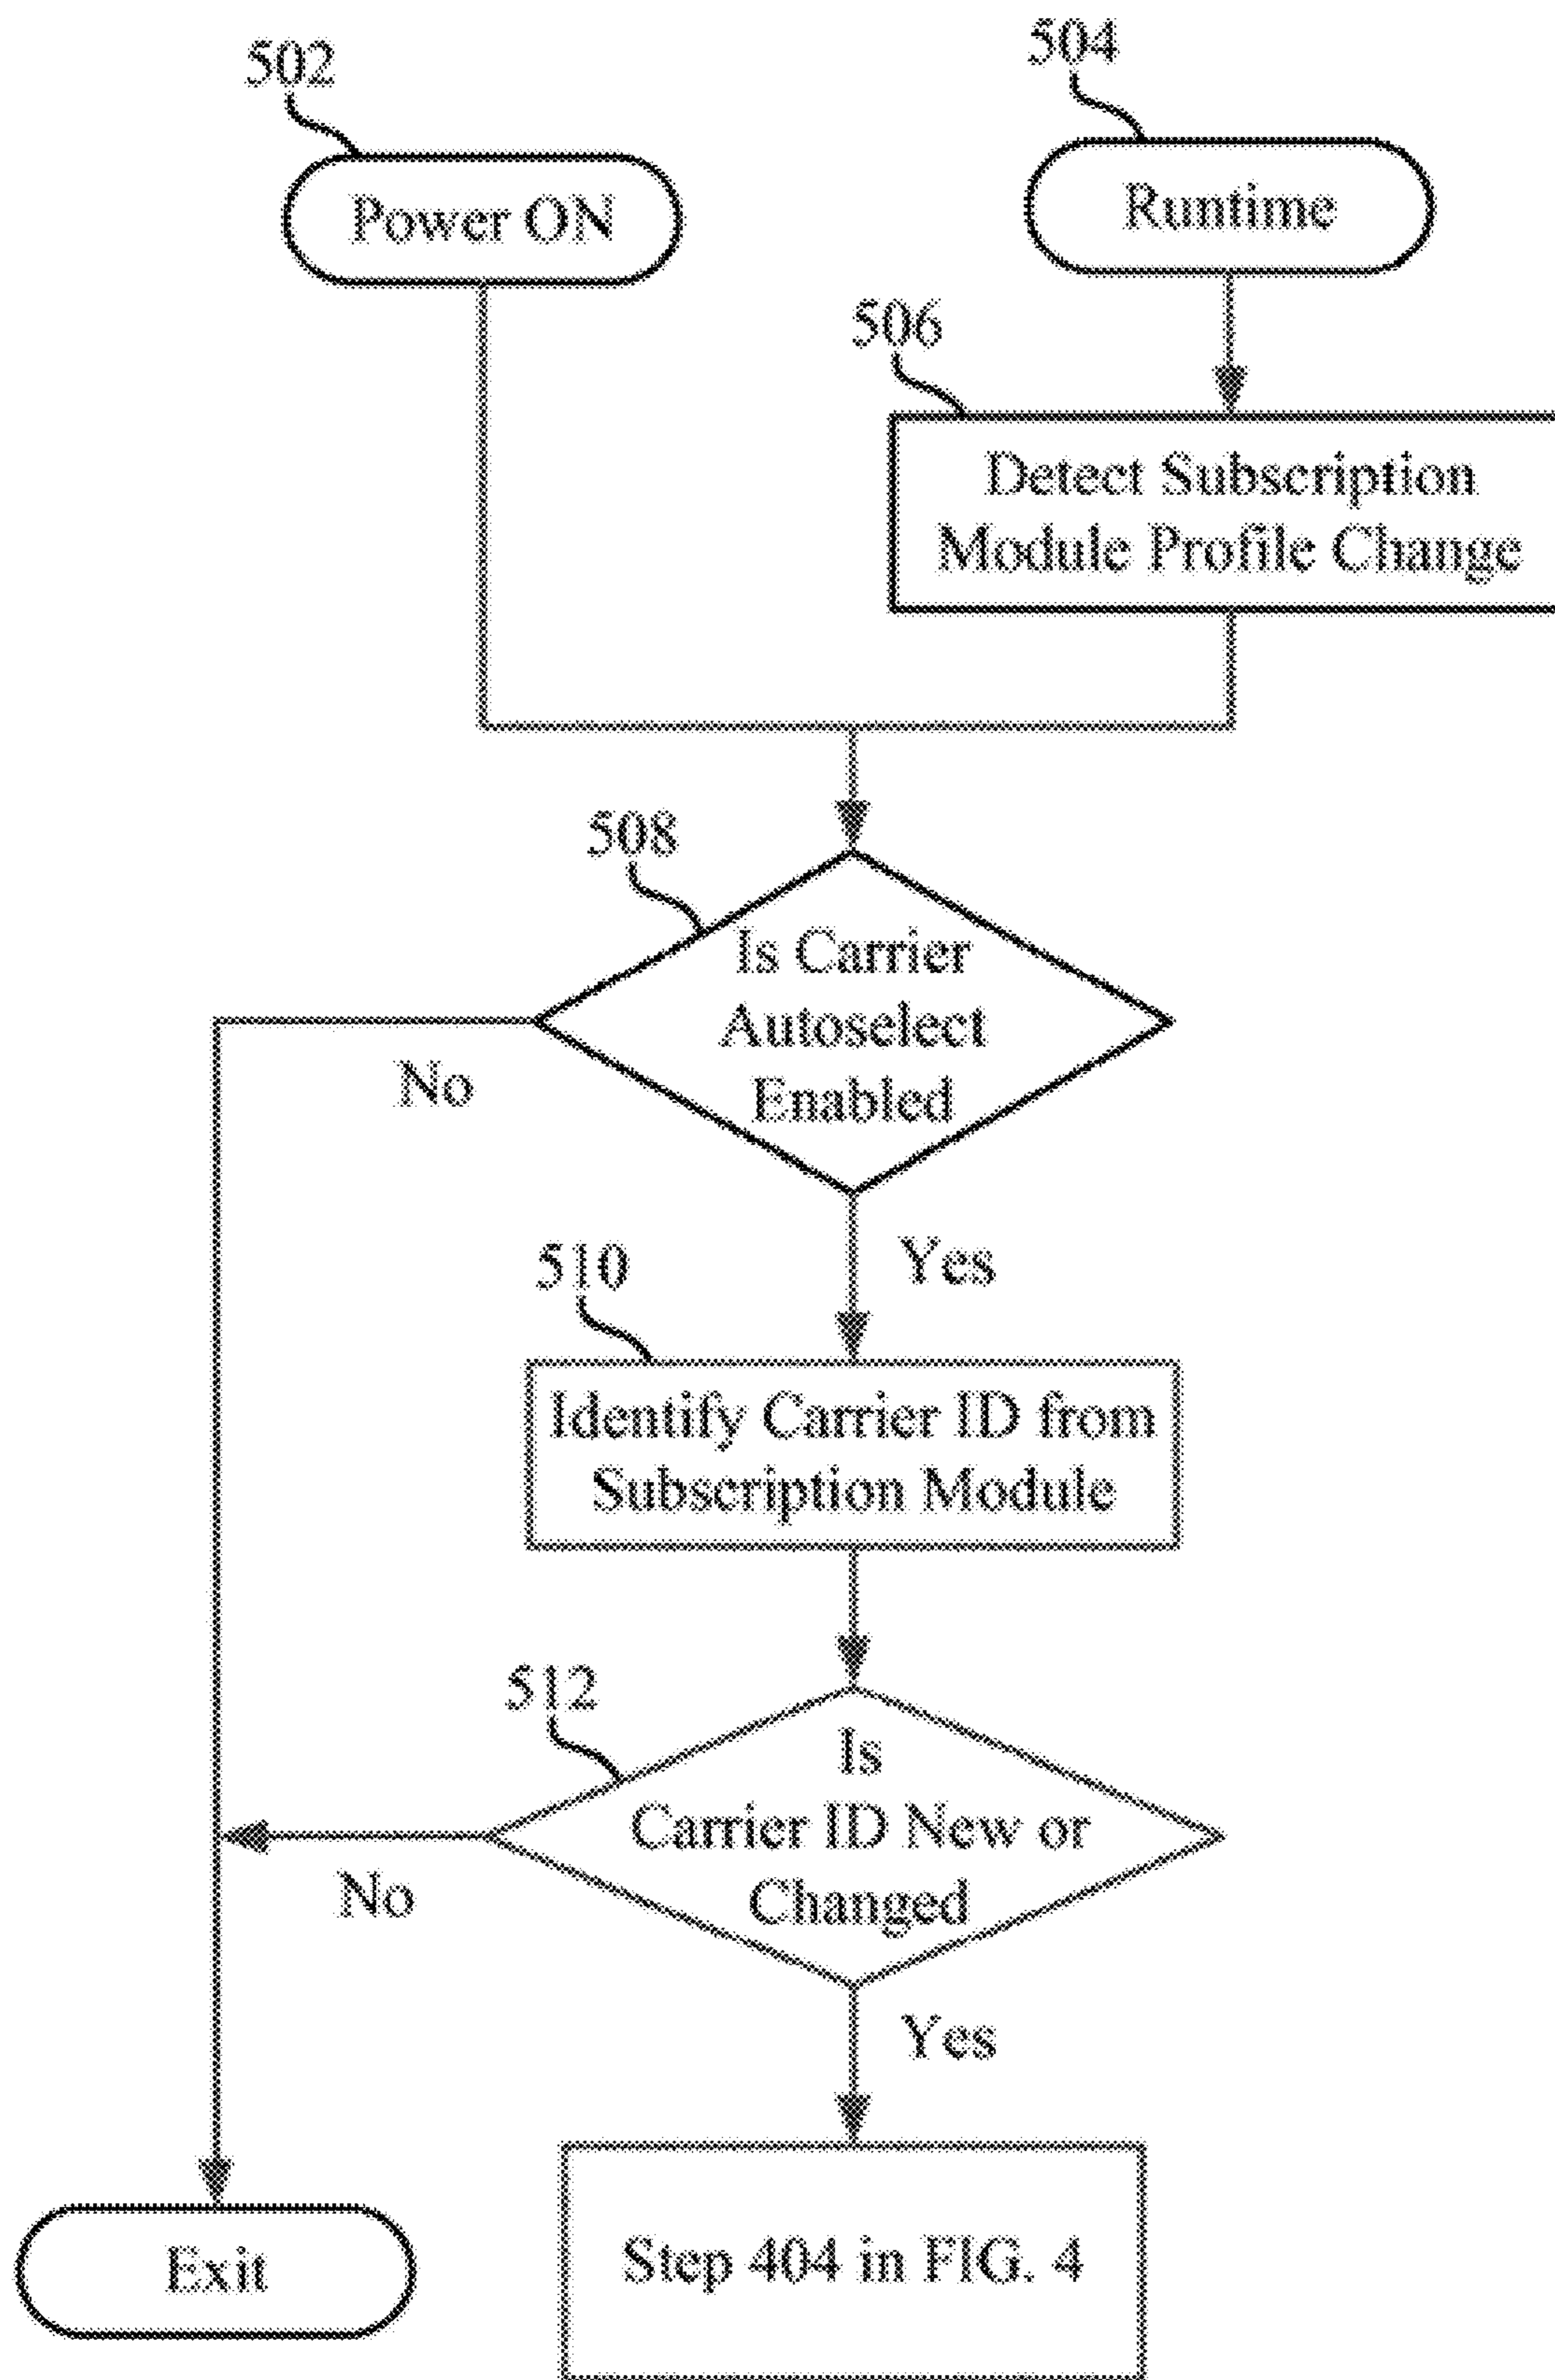 502
504
Power ON
Runtime
506
Detect Subscription
Module Profile Change
508
Is Carrier
Autoselect
Enabled
No
Yes
510
Identify Carrier ID from
Subscription Module
512
Is
Carrier ID New or
Changed
No
Yes
Exit
Step 404 in FIG. 4